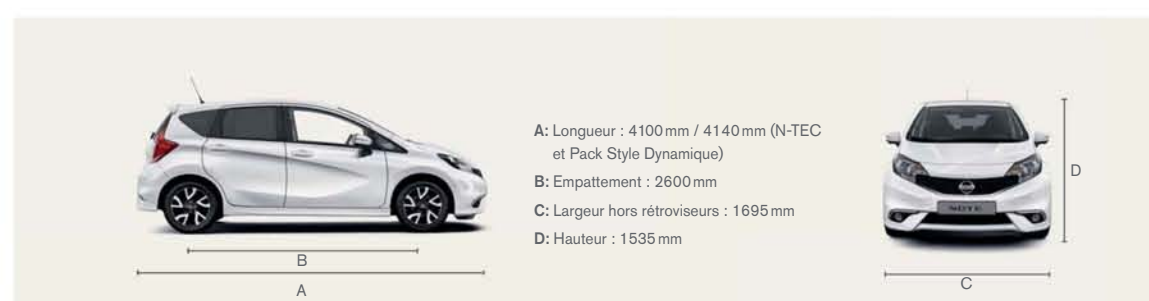 A: Longueur : 4100 mm / 4140 mm (N-TEC
et Pack Style Dynamique)
B: Empattement : 2600 mm
C: Largeur hors rétroviseurs : 1695 mm
D: Hauteur : 1535 mm
B
A
NOTE
D
C